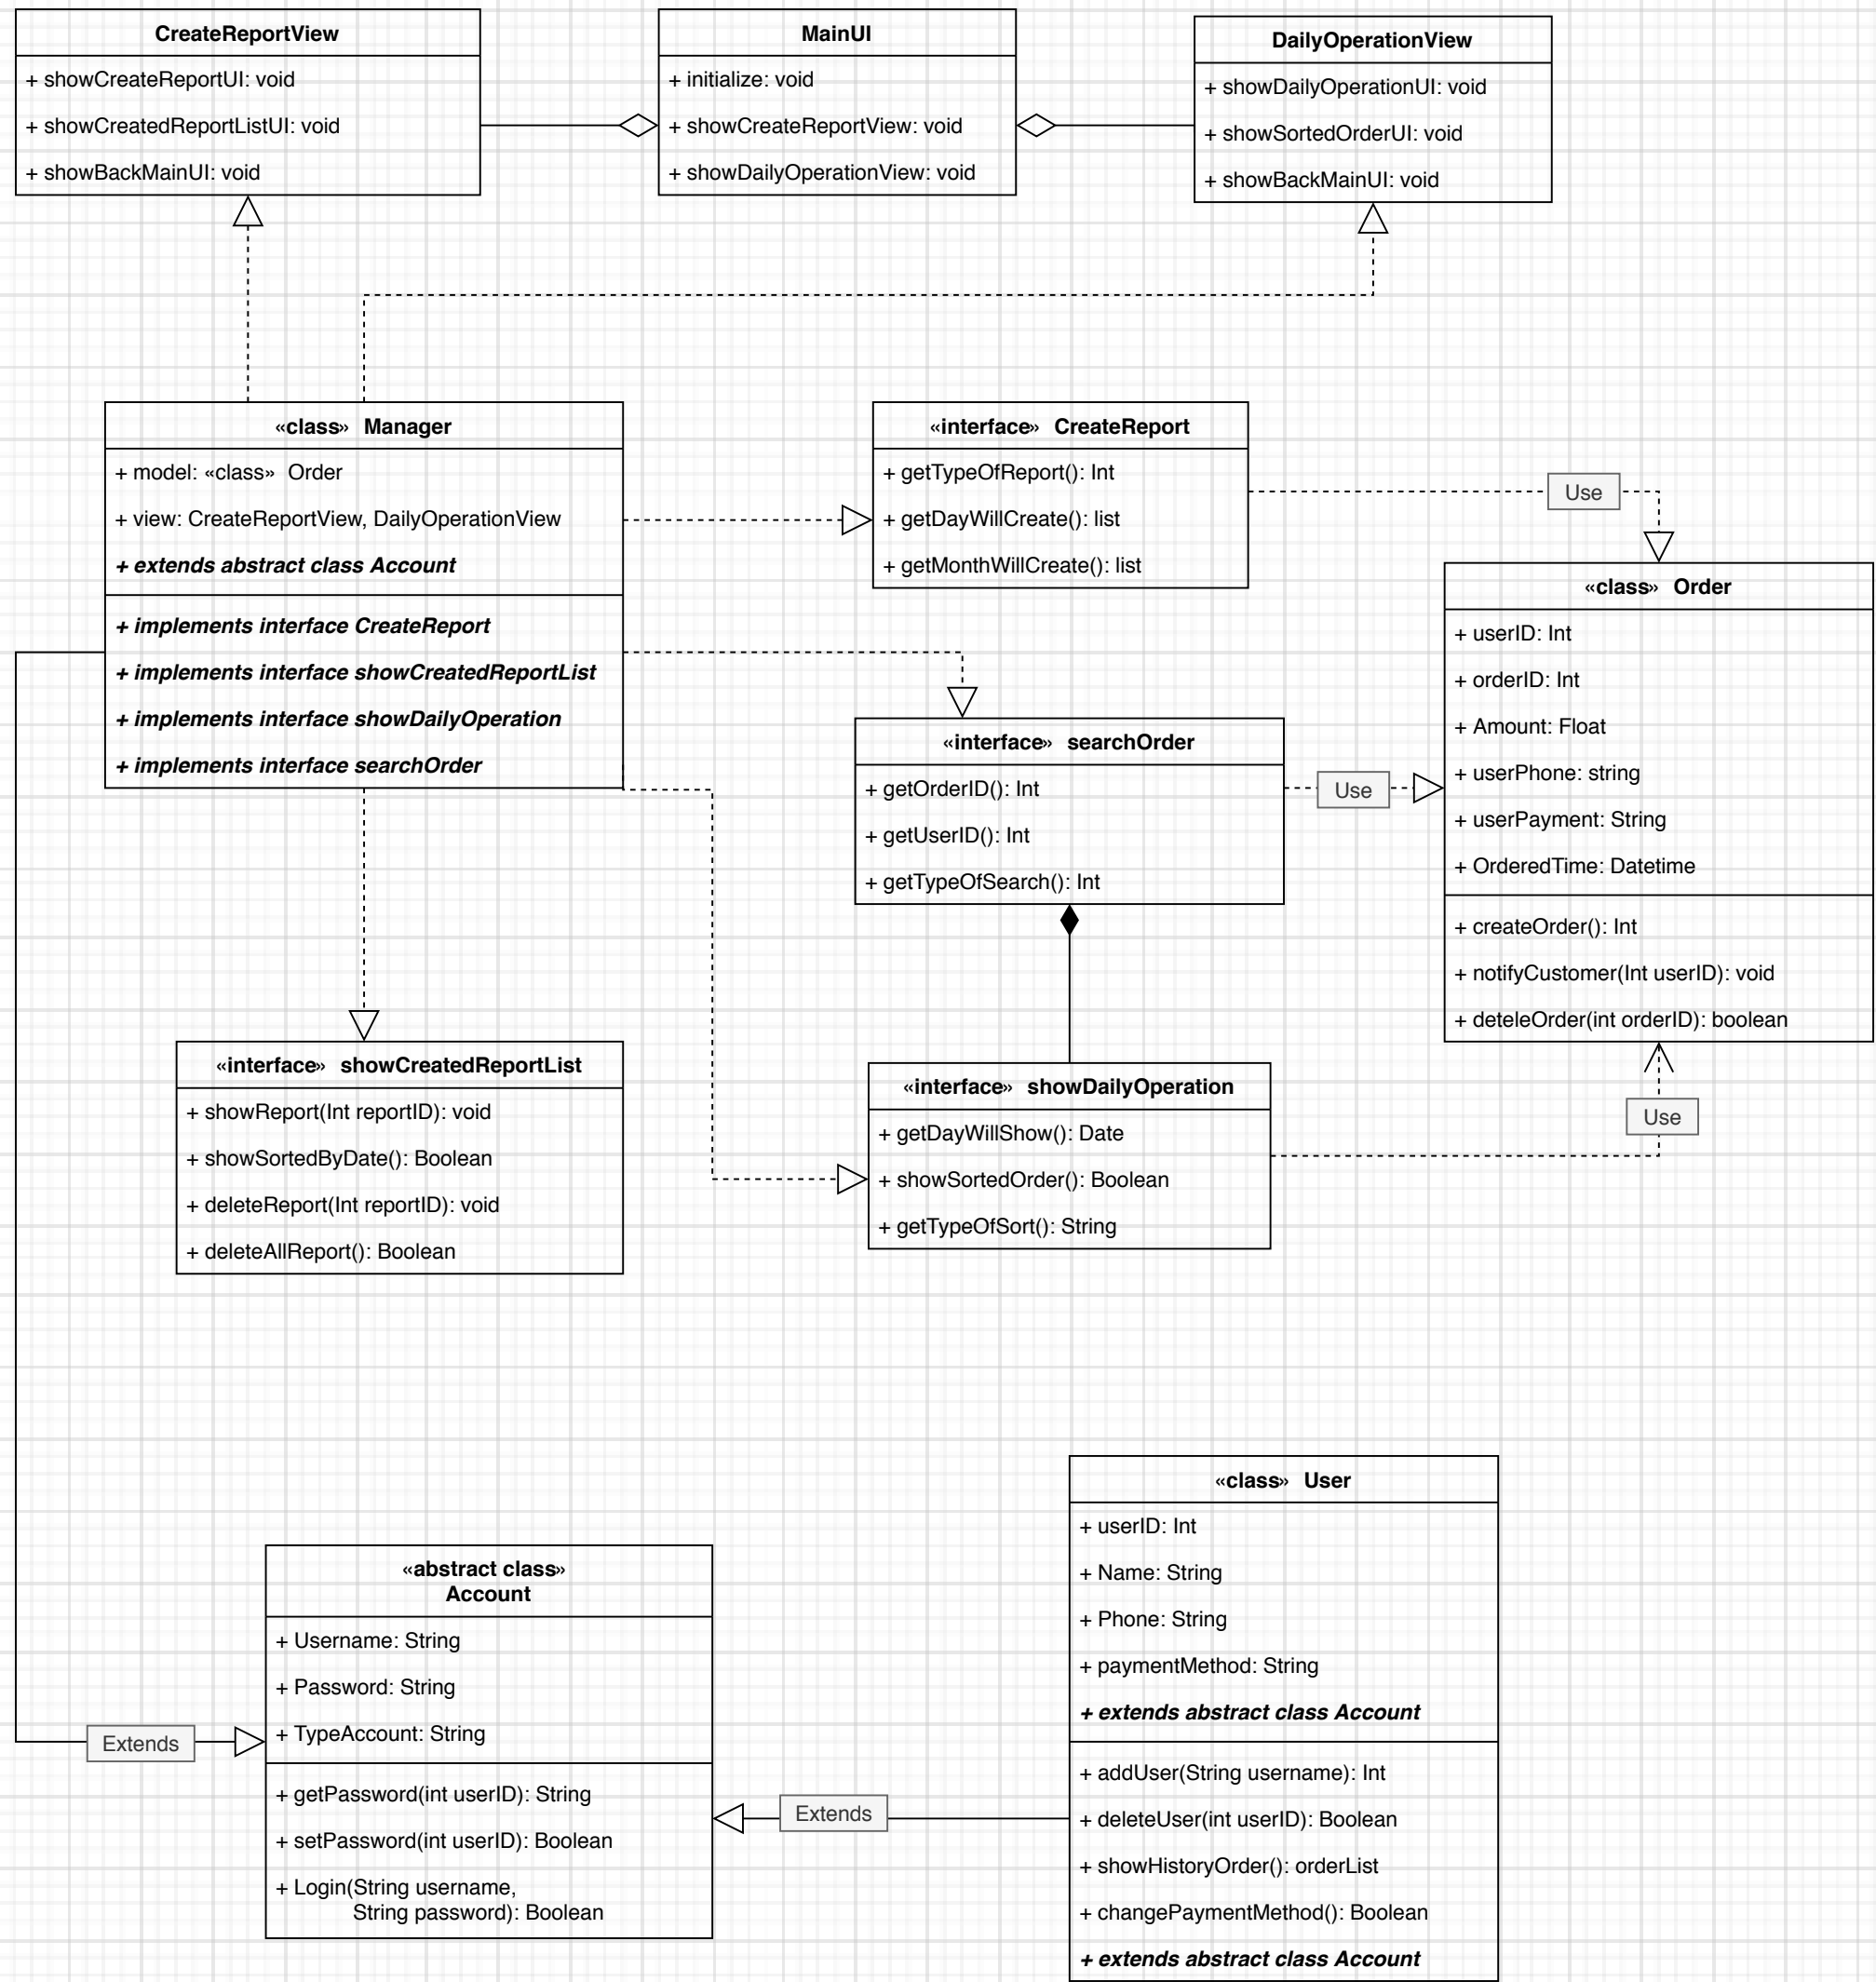 CreateReportView
+ showCreateReportUI: void
+ showCreatedReportListUI: void
+ showBackMainUI: void
MainUI
+ initialize: void
+ showCreateReportView: void
+ showDailyOperationView: void
DailyOperationView
+ showDailyOperationUI: void
+ showSortedOrderUI: void
+ showBackMainUI: void
«class» Manager
+ model: «class» Order
+ view: CreateReportView, DailyOperationView
+ extends abstract class Account
+ implements interface CreateReport
+ implements interface showCreatedReportList
+ implements interface showDailyOperation
+ implements interface searchOrder
«interface» CreateReport
+ getTypeOfReport(): Int
+ getDayWillCreate(): list
+ getMonthWillCreate(): list
Use
«class» Order
+ userID: Int
+ orderID: Int
+ Amount: Float
+ userPhone: string
+ userPayment: String
+ OrderedTime: Datetime
+ createOrder(): Int
+ notifyCustomer(Int userID): void
+ deteleOrder(int orderID): boolean
«interface» searchOrder
+ getOrderID(): Int
+ getUserID(): Int
+ getTypeOfSearch(): Int
Use
«interface» showCreatedReportList
+ showReport(Int reportID): void
+ showSortedByDate(): Boolean
+ deleteReport(Int reportID): void
+ deleteAllReport(): Boolean
«interface» showDailyOperation
+ getDayWillShow(): Date
+ showSortedOrder(): Boolean
+ getTypeOfSort(): String
Use
«abstract class»
Account
+ Username: String
+ Password: String
+ TypeAccount: String
+ getPassword(int userID): String
+ setPassword(int userID): Boolean
+ Login(String username,
String password): Boolean
Extends
Extends
«class» User
+ userID: Int
+ Name: String
+ Phone: String
+ paymentMethod: String
+ extends abstract class Account
+ addUser(String username): Int
+ deleteUser(int userID): Boolean
+ showHistoryOrder(): orderList
+ changePaymentMethod(): Boolean
+ extends abstract class Account